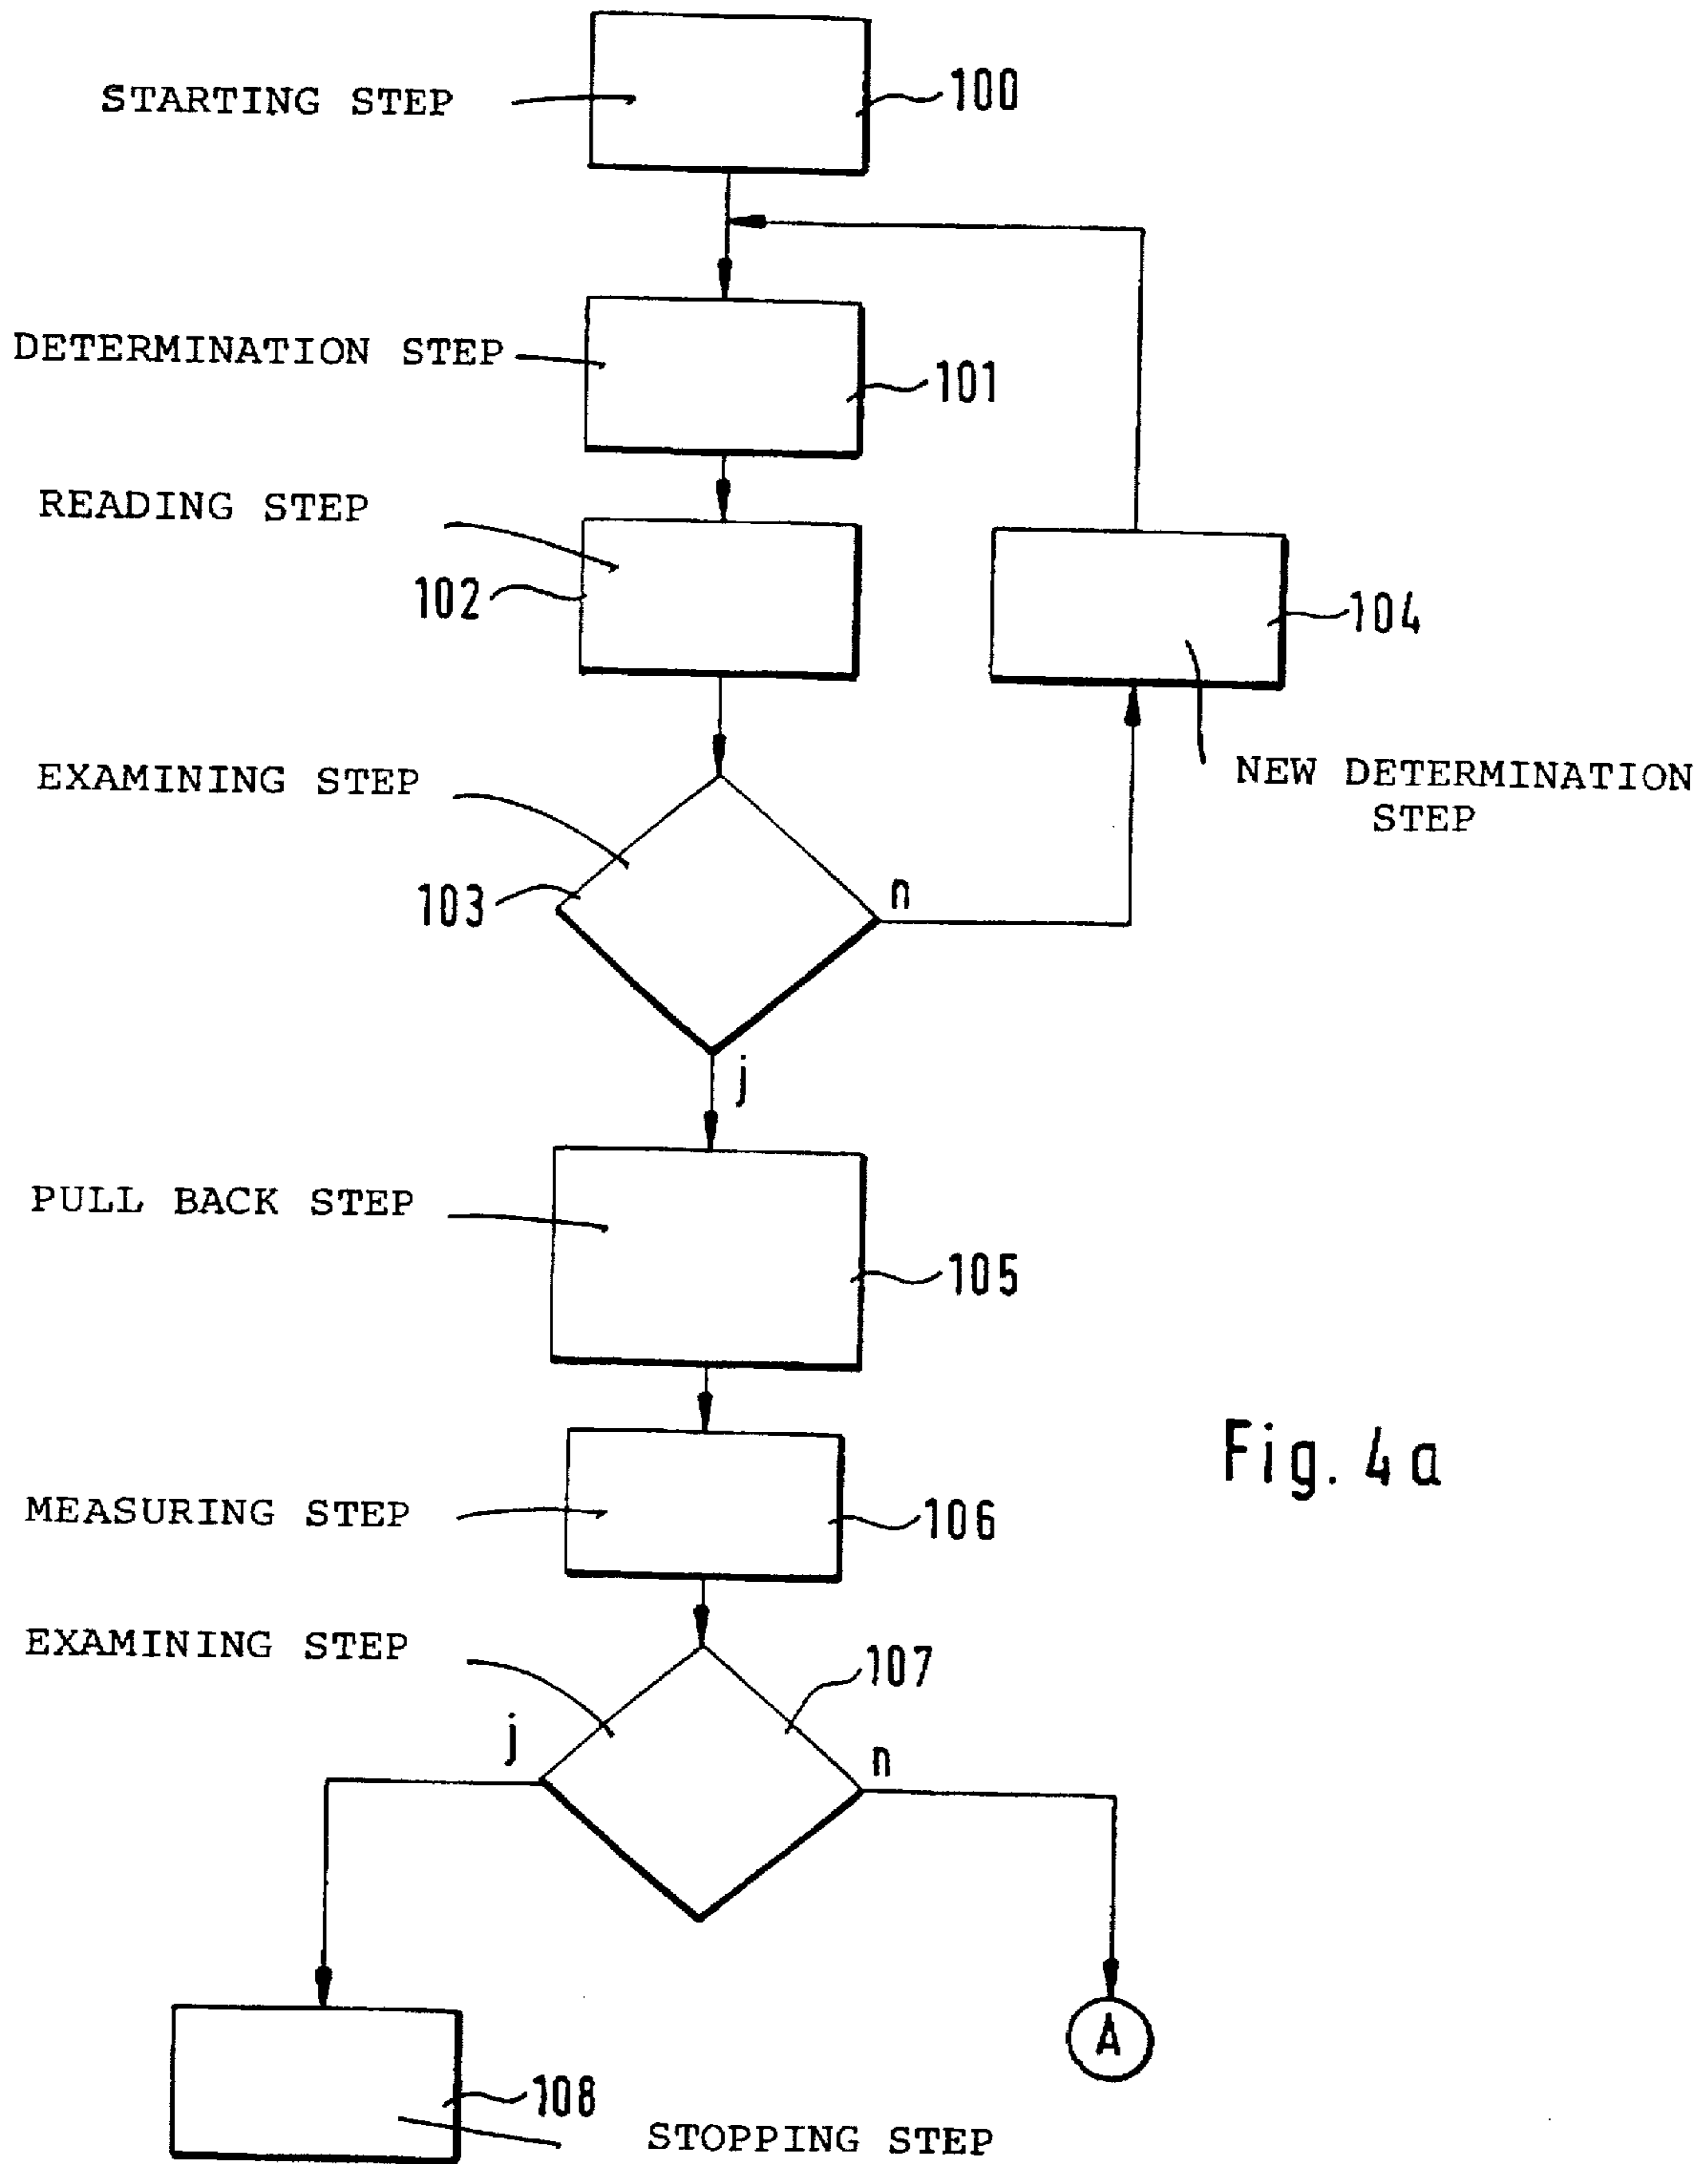 STARTING STEP
100
DETERMINATION STEP
101
READING STEP
102
104
NEW DETERMINATION
STEP
EXAMINING STEP
103
n
j
PULL BACK STEP
105
Fig. 4a
MEASURING STEP
106
EXAMINING STEP
107
j
n
A
108
STOPPING STEP